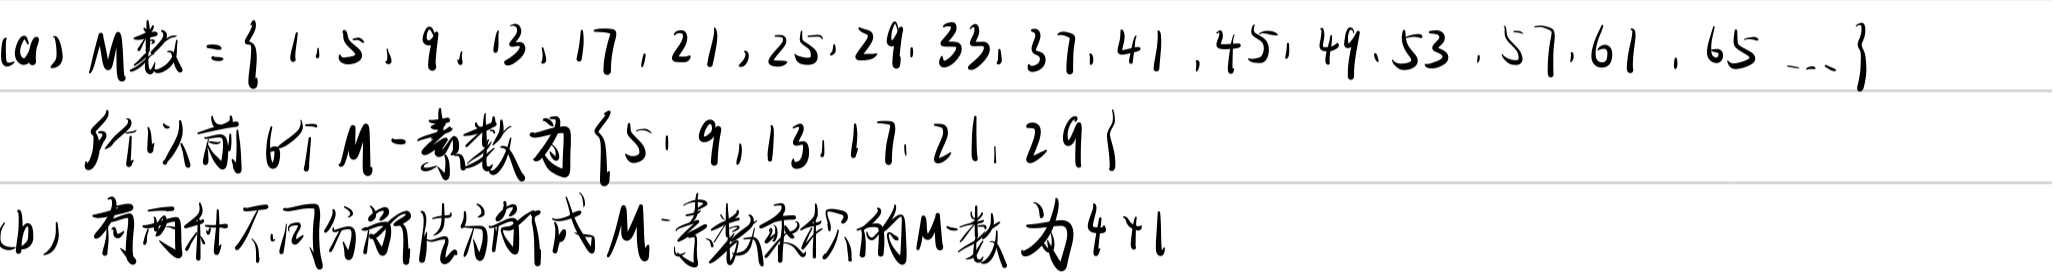 (a) M数 = { 1, 5, 9, 13, 17, 21, 25, 29, 33, 37, 41, 45, 49, 53, 57, 61, 65 ... }
所以前6个 M-素数为 {5, 9, 13, 17, 21, 29}
(b) 有两种不同分解法分解成 M-素数乘积的 M-数为 441